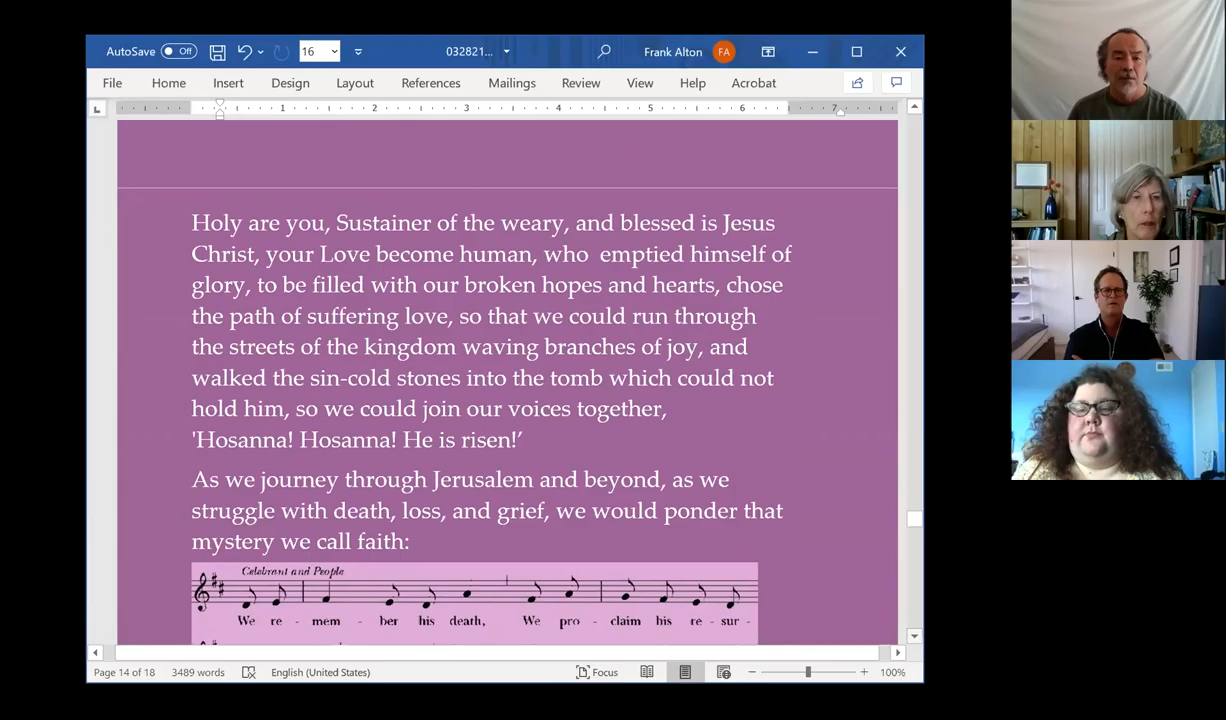 AutoSave Off 16 032821... Frank Alton FA
File Home Insert Design Layout References Mailings Review View Help Acrobat
1 2 3 4 5 6 7
Holy are you, Sustainer of the weary, and blessed is Jesus
Christ, your Love become human, who  emptied himself of
glory, to be filled with our broken hopes and hearts, chose
the path of suffering love, so that we could run through
the streets of the kingdom waving branches of joy, and
walked the sin-cold stones into the tomb which could not
hold him, so we could join our voices together,
'Hosanna! Hosanna! He is risen!’
As we journey through Jerusalem and beyond, as we
struggle with death, loss, and grief, we would ponder that
mystery we call faith:
Celebrant and People
We re - mem - ber his death, We pro - claim his re - sur -
Page 14 of 18 3489 words English (United States) Focus 100%